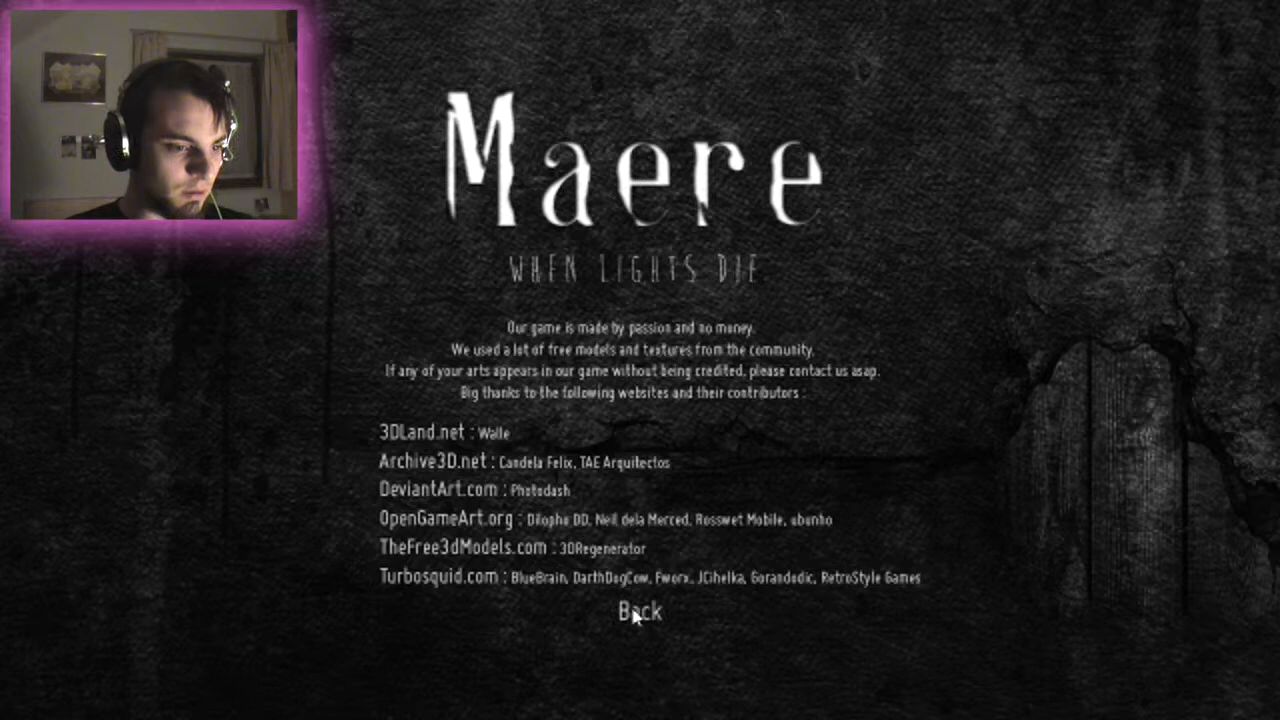 Maere
WHEN LIGHTS DIE
Our game is made by passion and no money.
We used a lot of free models and textures from the community.
If any of your arts appears in our game without being credited, please contact us asap.
Big thanks to the following websites and their contributors :
3DLand.net : Walle
Archive3D.net : Candela Felix, TAE Arquitectos
DeviantArt.com : Photodash
OpenGameArt.org : Dilopho DD, Neil dela Merced, Rosswet Mobile, ubunho
TheFree3dModels.com : 3DRegenerator
Turbosquid.com : BlueBrain, DarthDogCow, Fworx, JCihelka, Gorandodic, RetroStyle Games
Back